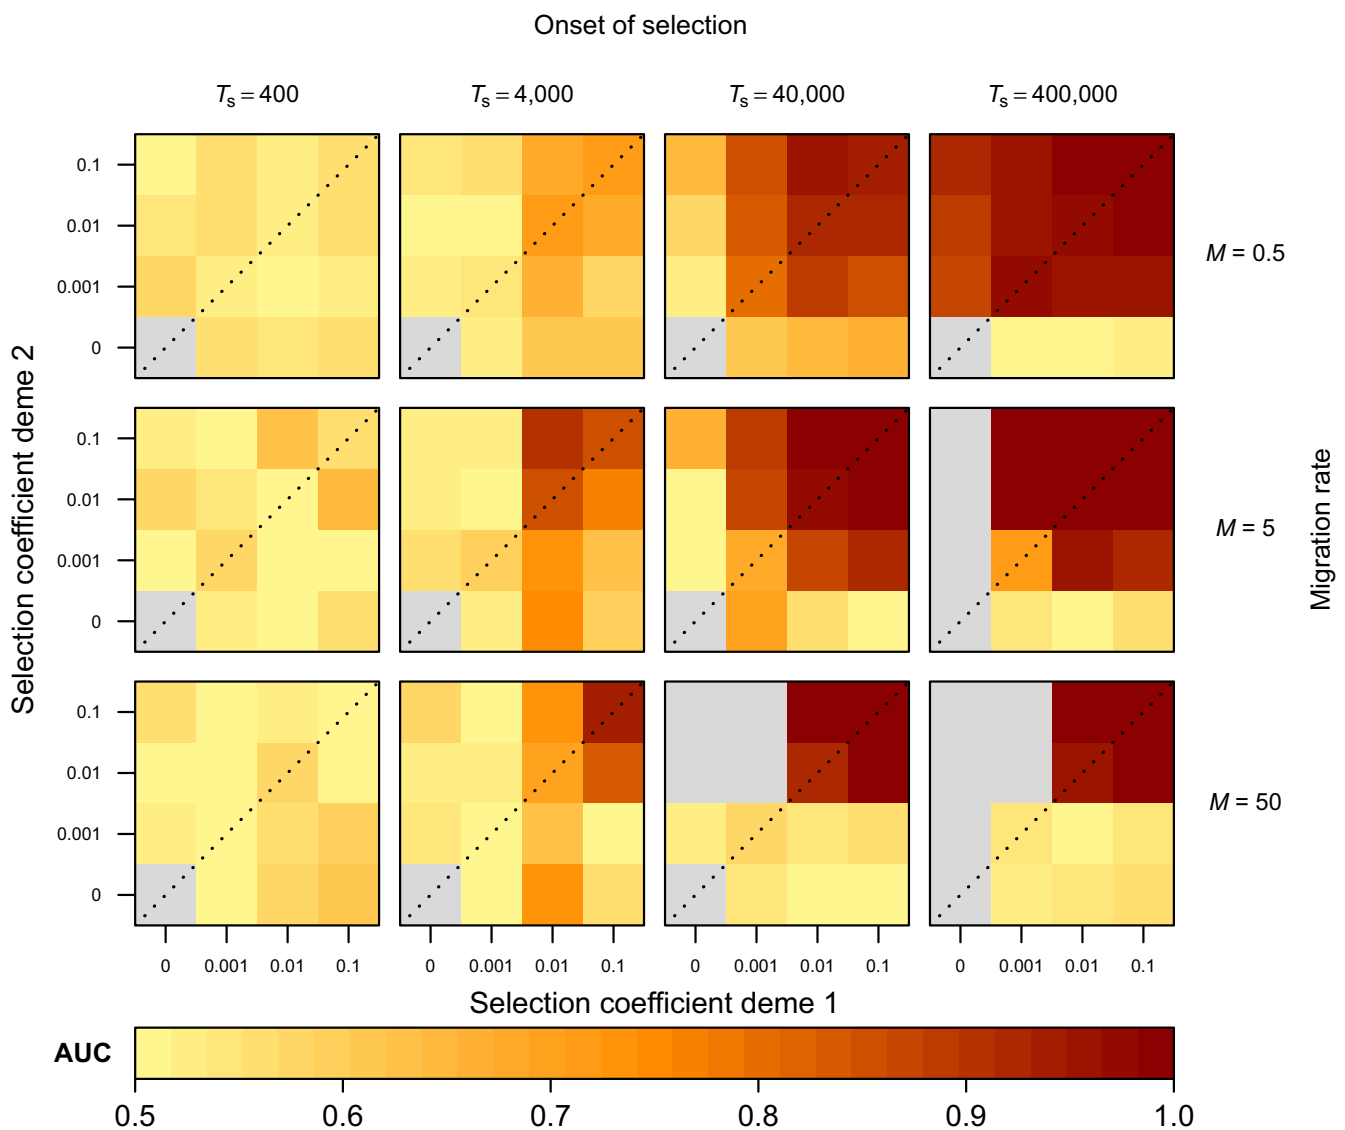 Onset of selection
Ts = 400
Ts = 4,000
Ts = 40,000
Ts = 400,000
0.1
0.01
0.001
0
M = 0.5
Selection coefficient deme 2
0.1
0.01
0.001
0
M = 5
Migration rate
0.1
0.01
0.001
0
M = 50
0 0.001 0.01 0.1
0 0.001 0.01 0.1
0 0.001 0.01 0.1
0 0.001 0.01 0.1
Selection coefficient deme 1
AUC
0.5 0.6 0.7 0.8 0.9 1.0